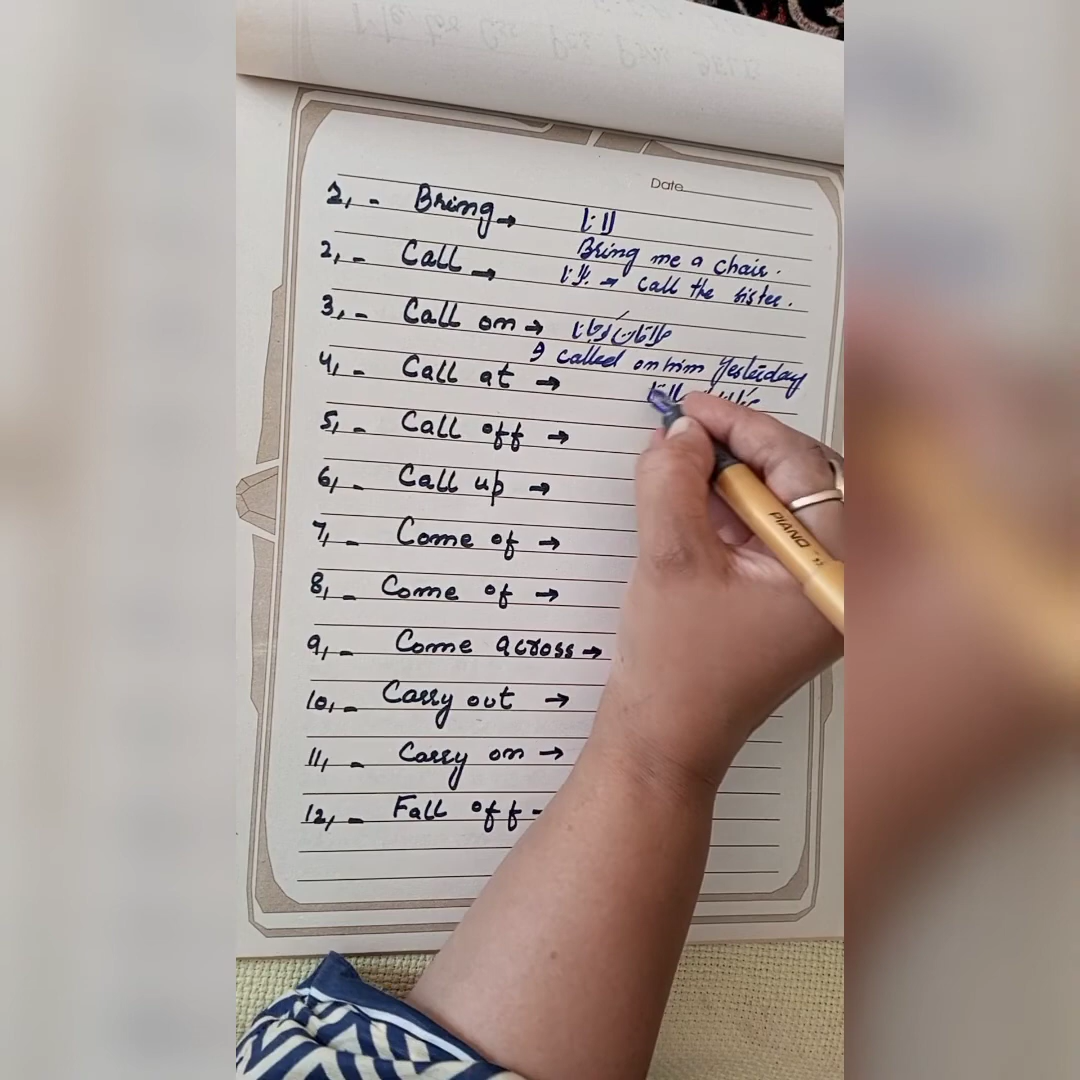 Date
2, - Bring → لانا
Bring me a chair.
2, - Call → بلانا → call the sister.
3, - Call on → ملاقات کو جانا
I called on him yesterday
4, - Call at →
5, - Call off →
6, - Call up →
7, - Come of →
8, - Come of →
9, - Come across →
10, - Carry out →
11, - Carry on →
12, - Fall off -
PIANO